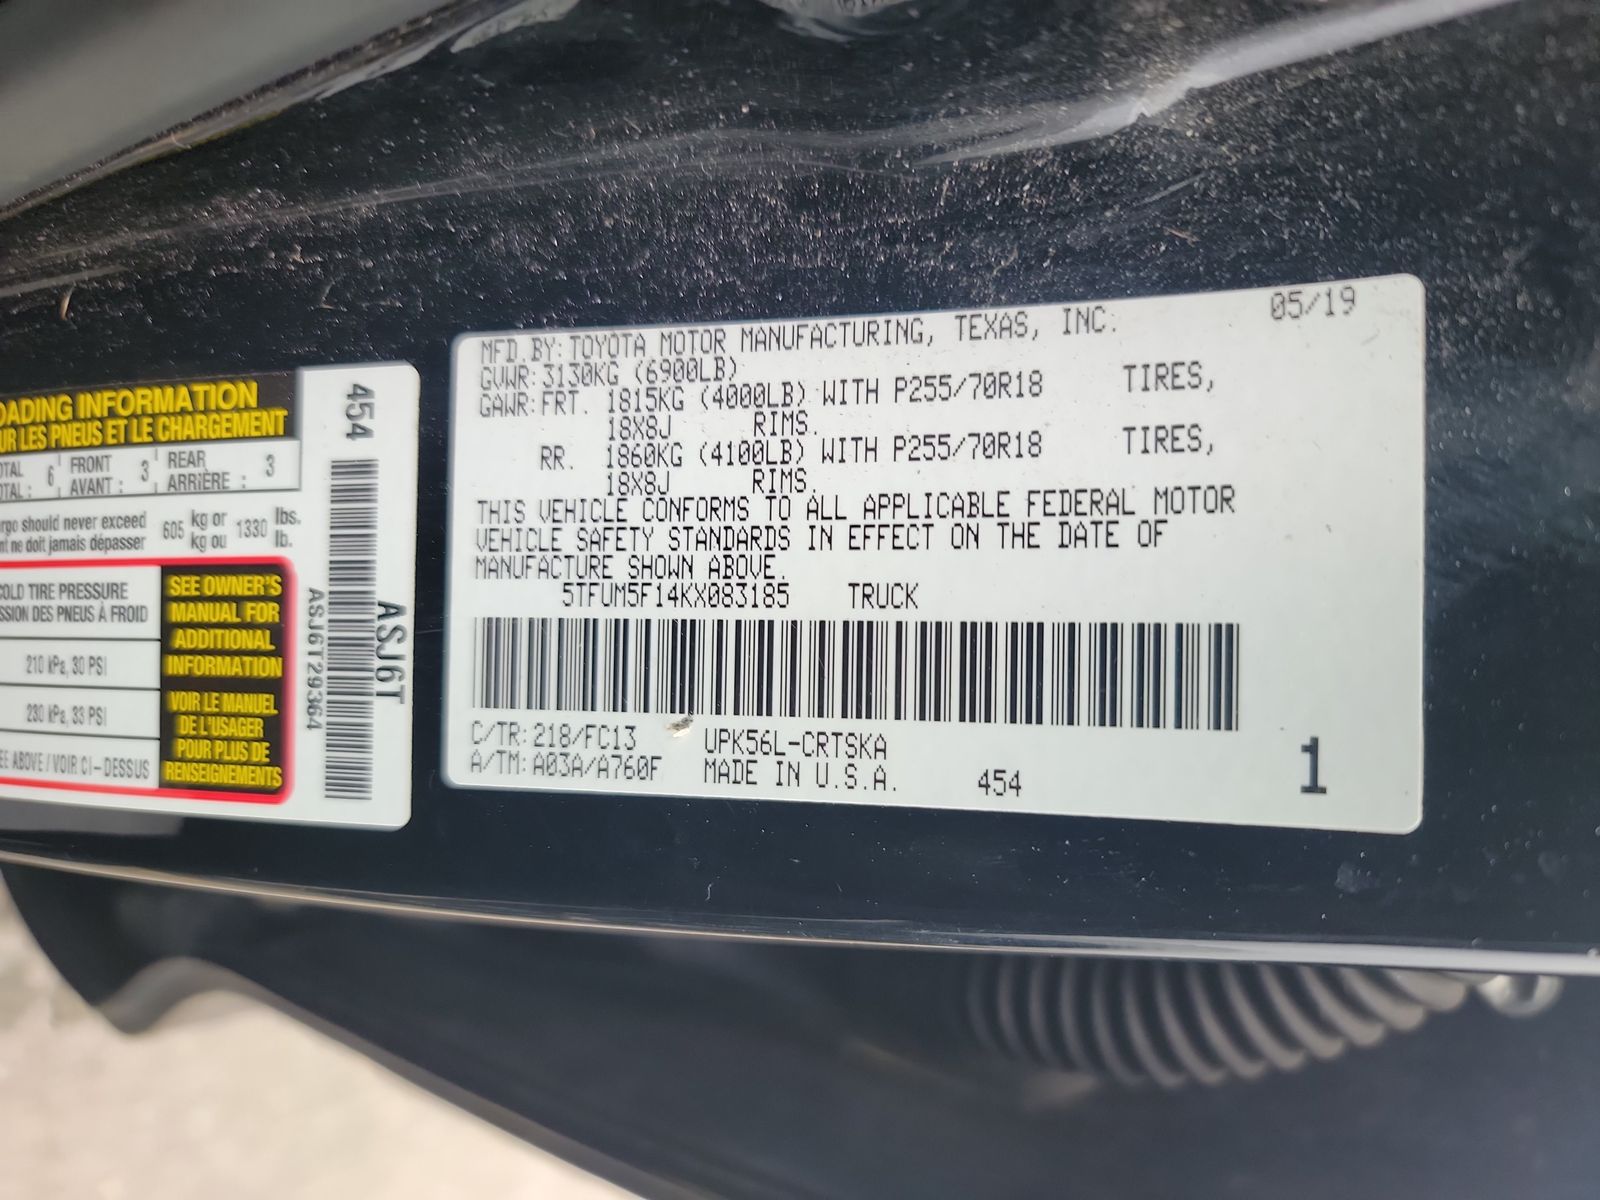 OADING INFORMATION
UR LES PNEUS ET LE CHARGEMENT
OTAL 6 FRONT 3 REAR 3
OTAL : AVANT : ARRIÈRE :
rgo should never exceed 605 kg or 1330 lbs.
nt ne doit jamais dépasser kg ou lb.
COLD TIRE PRESSURE
SSION DES PNEUS À FROID
210 kPa, 30 PSI
230 kPa, 33 PSI
EE ABOVE / VOIR CI-DESSUS
SEE OWNER'S
MANUAL FOR
ADDITIONAL
INFORMATION
VOIR LE MANUEL
DE L'USAGER
POUR PLUS DE
RENSEIGNEMENTS
454
ASJ6T
ASJ6T29364
MFD. BY: TOYOTA MOTOR MANUFACTURING, TEXAS, INC. 05/19
GVWR: 3130KG (6900LB)
GAWR: FRT. 1815KG (4000LB) WITH P255/70R18 TIRES,
18X8J RIMS.
RR. 1860KG (4100LB) WITH P255/70R18 TIRES,
18X8J RIMS.
THIS VEHICLE CONFORMS TO ALL APPLICABLE FEDERAL MOTOR
VEHICLE SAFETY STANDARDS IN EFFECT ON THE DATE OF
MANUFACTURE SHOWN ABOVE.
5TFUM5F14KX083185 TRUCK
C/TR: 218/FC13 UPK56L-CRTSKA
A/TM: A03A/A760F MADE IN U.S.A. 454 1